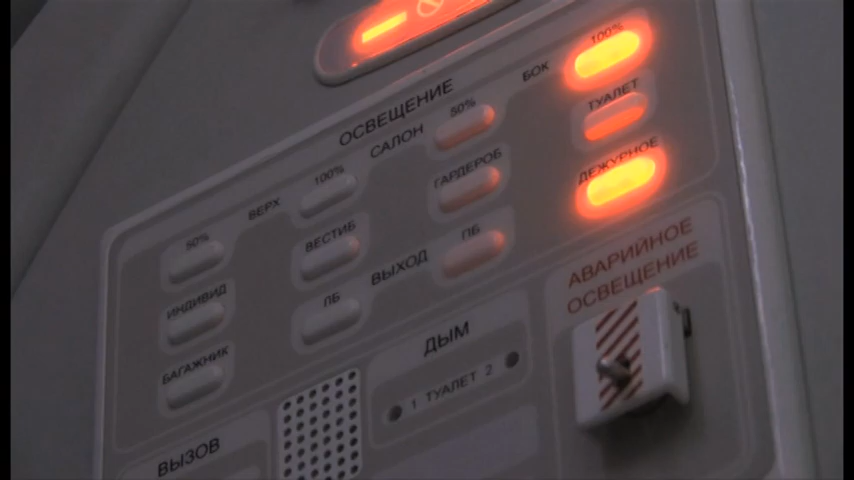 ОСВЕЩЕНИЕ
САЛОН
50% ВЕРХ 100% 50% БОК 100%
ИНДИВИД ВЕСТИБ ГАРДЕРОБ ТУАЛЕТ
БАГАЖНИК ЛБ ВЫХОД ПБ ДЕЖУРНОЕ
АВАРИЙНОЕ
ОСВЕЩЕНИЕ
ДЫМ
1 ТУАЛЕТ 2
ВЫЗОВ